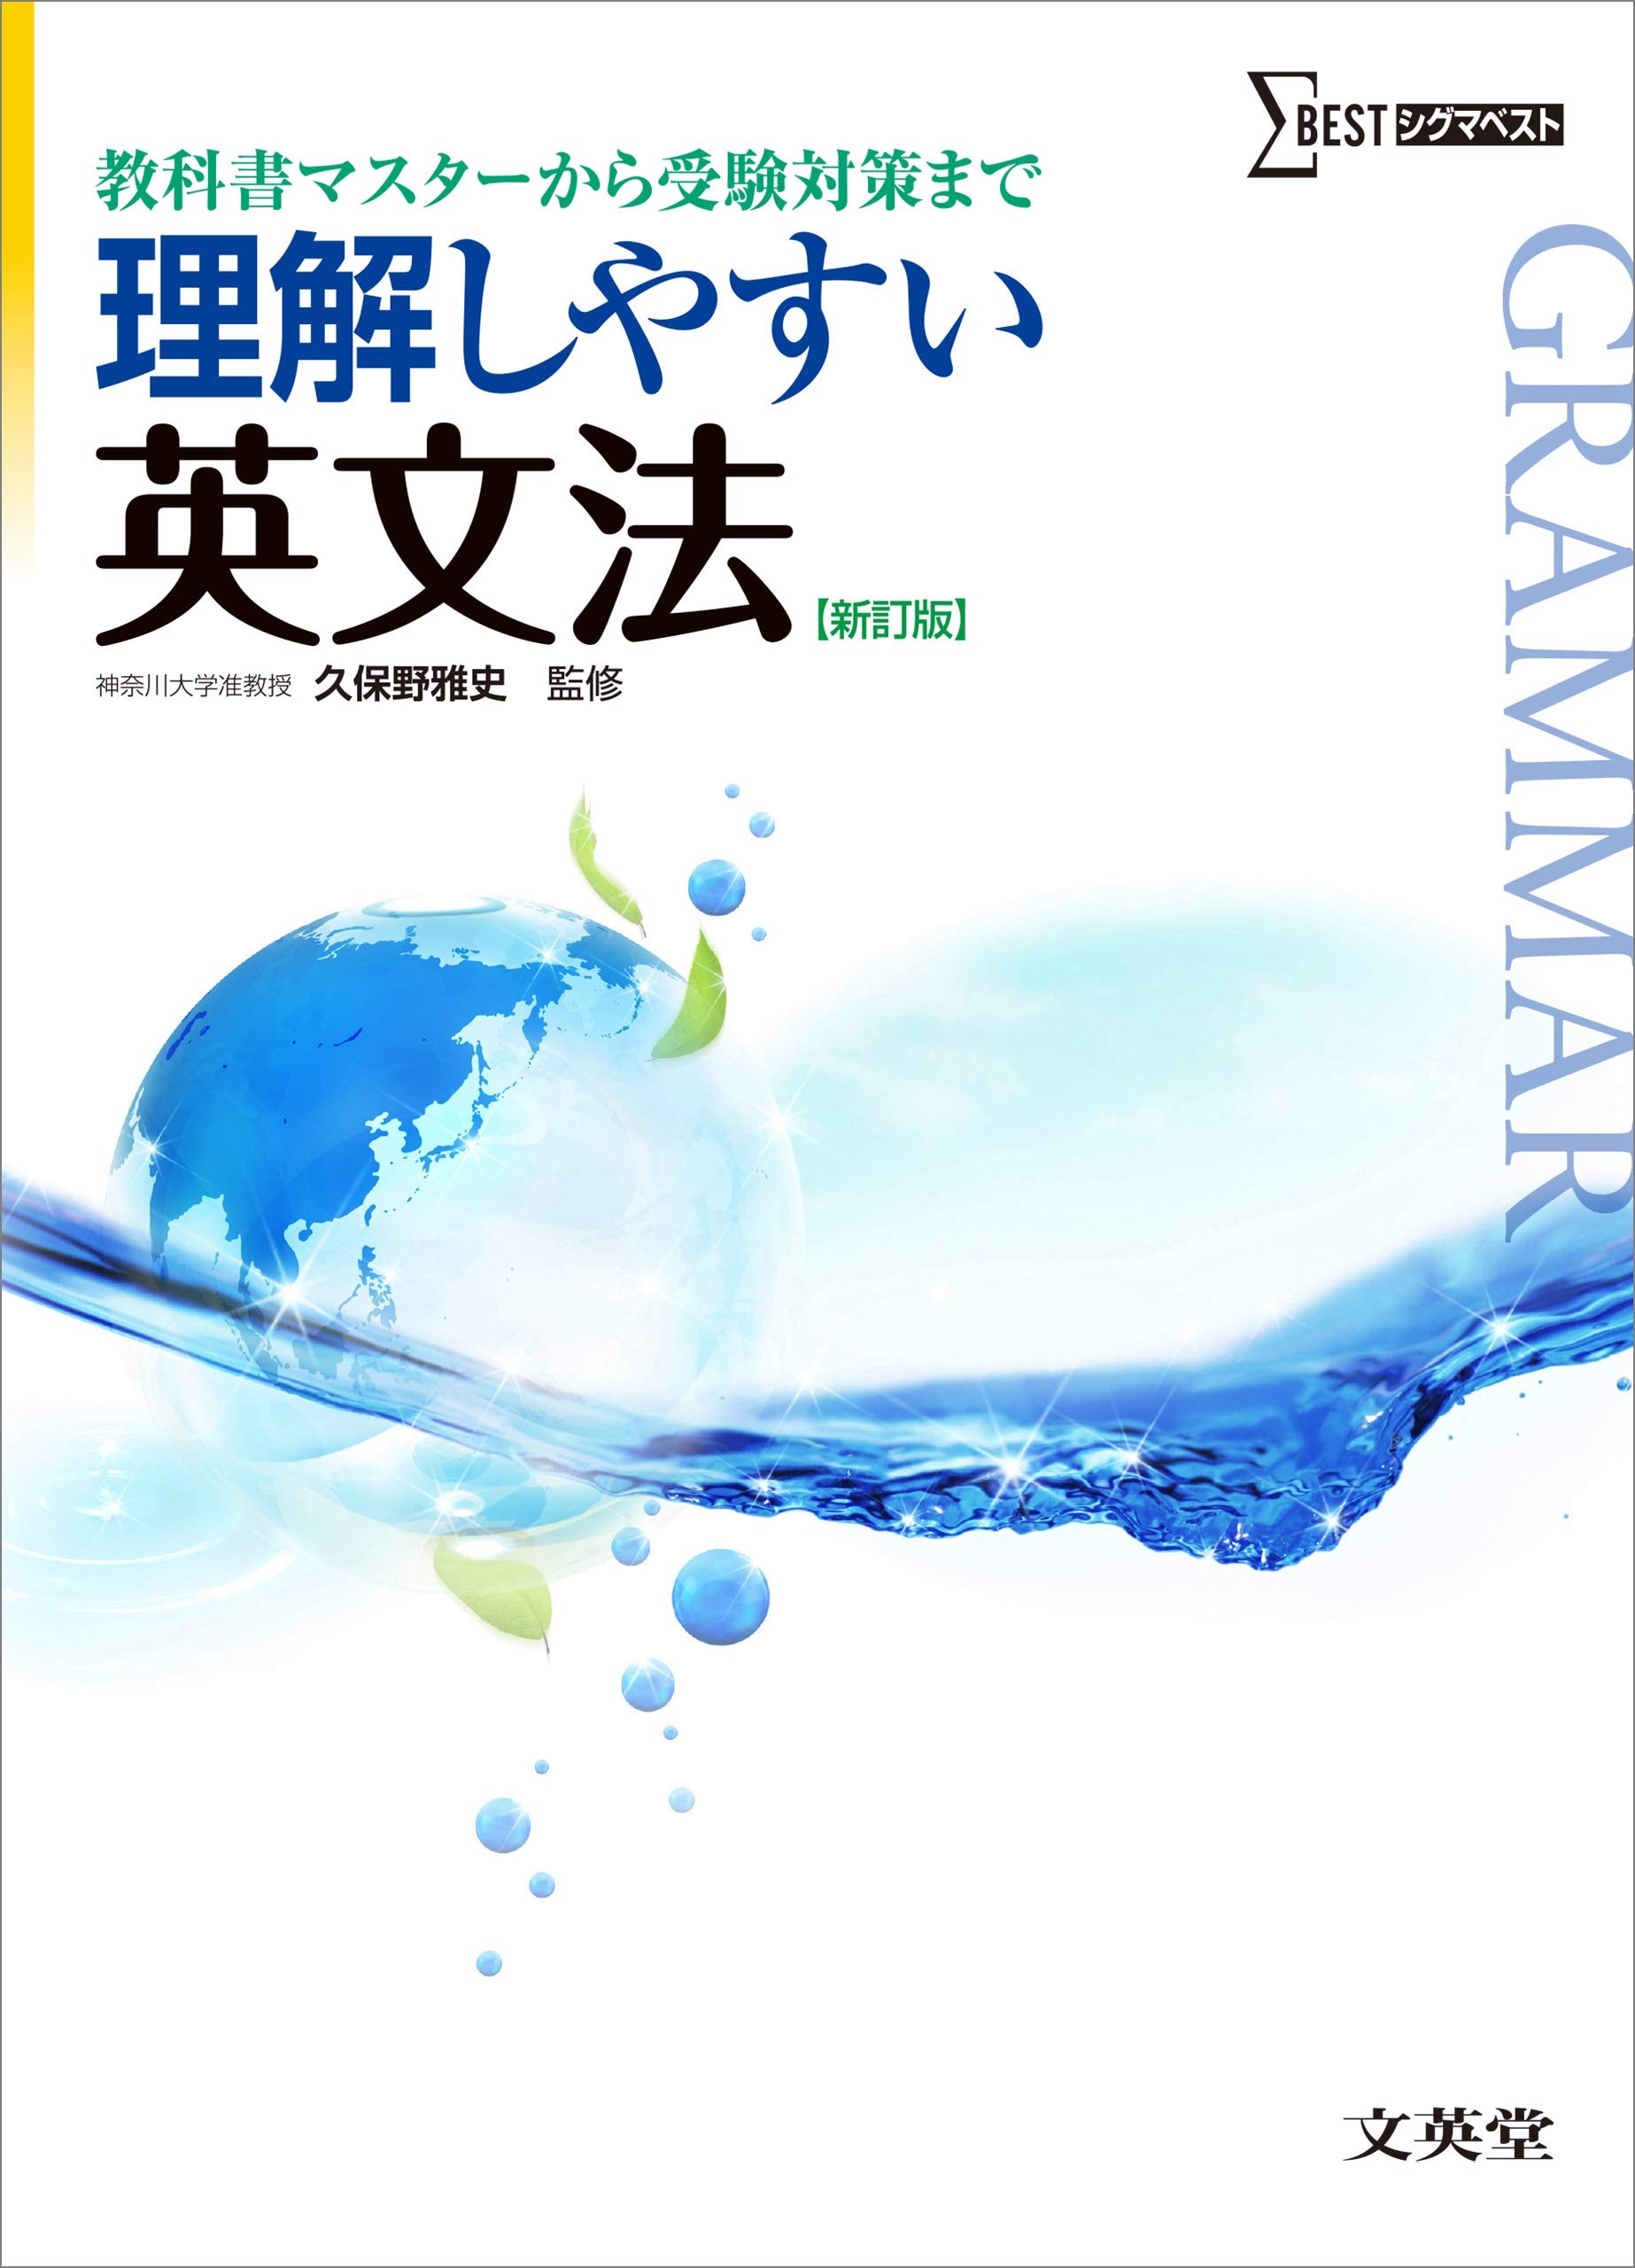 ΣBEST シグマベスト
教科書マスターから受験対策まで
理解しやすい
英文法
【新訂版】
神奈川大学准教授 久保野雅史 監修
GRAMMAR
文英堂